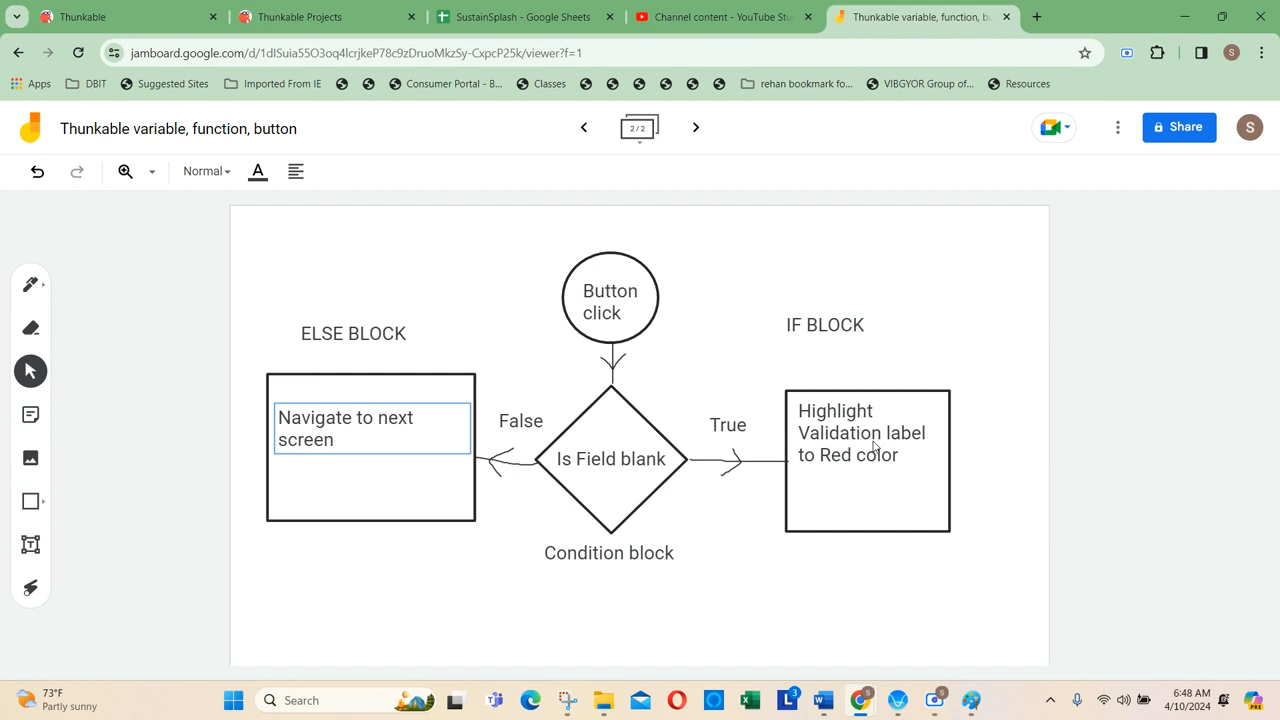 Thunkable
Thunkable Projects
SustainSplash - Google Sheets
Channel content - YouTube Stu
Thunkable variable, function, bu
jamboard.google.com/d/1dISuia55O3oq4lcrjkeP78c9zDruoMkzSy-CxpcP25k/viewer?f=1
S
Apps
DBIT
Suggested Sites
Imported From IE
Consumer Portal - B...
Classes
rehan bookmark fo...
VIBGYOR Group of...
Resources
Thunkable variable, function, button
2 / 2
Share
S
Normal
A
Button
click
ELSE BLOCK
IF BLOCK
Navigate to next
screen
False
Is Field blank
True
Highlight
Validation label
to Red color
Condition block
73°F
Partly sunny
Search
3
6:48 AM
4/10/2024